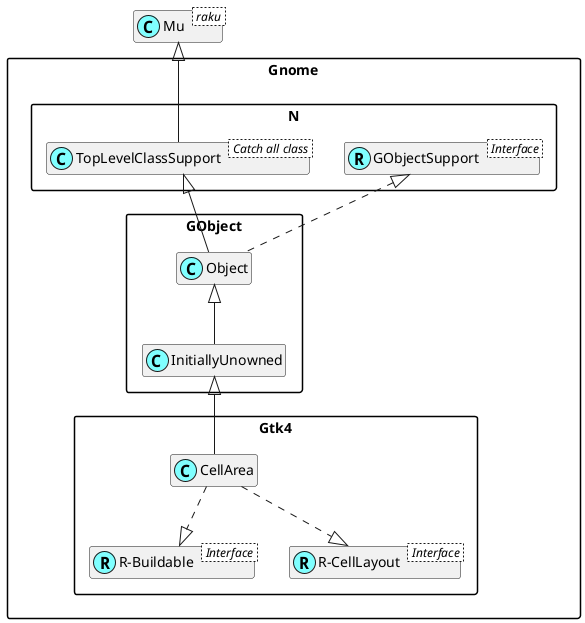 C Mu raku
Gnome
N
C TopLevelClassSupport Catch all class
R GObjectSupport Interface
GObject
C Object
C InitiallyUnowned
Gtk4
C CellArea
R R-Buildable Interface
R R-CellLayout Interface